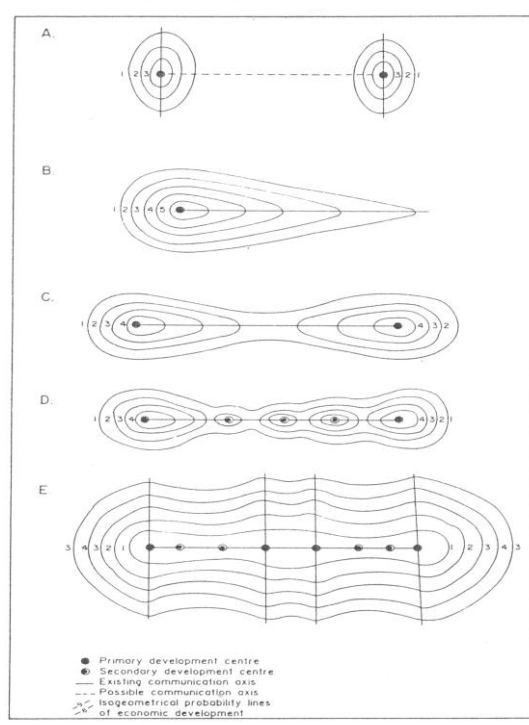 A.
1 2 3 3 2 1
B.
1 2 3 4 5
C.
1 2 3 4 4 3 2
D.
1 2 3 4 4 3 2 1
E
3 4 3 2 1 1 2 3 4 3
Primary development centre
Secondary development centre
Existing communication axis
Possible communication axis
Isogeometrical probability lines
of economic development